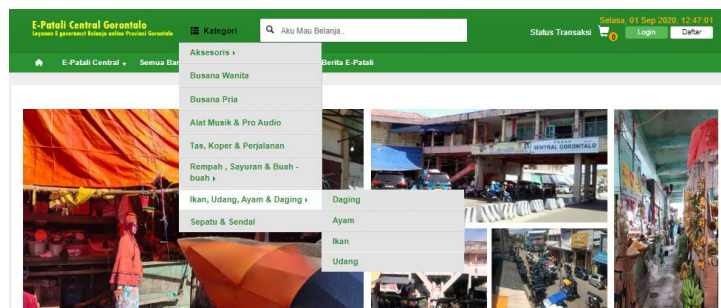 Selasa, 01 Sep 2020, 12:47:01
E-Patali Central Gorontalo
Layanan E government Belanja online Provinsi Gorontalo
Kategori
Aku Mau Belanja..
Status Transaksi
0
Login
Daftar
E-Patali Central
Semua Bar
Berita E-Patali
Aksesoris
Busana Wanita
Busana Pria
Alat Musik & Pro Audio
Tas, Koper & Perjalanan
Rempah , Sayuran & Buah -
buah
Ikan, Udang, Ayam & Daging
Sepatu & Sendal
Daging
Ayam
Ikan
Udang
PASAR
SENTRAL GORONTALO